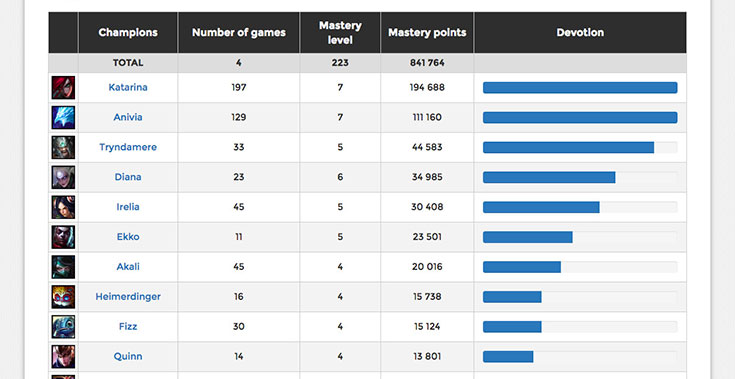 Champions Number of games Mastery level Mastery points Devotion
TOTAL 4 223 841 764
Katarina 197 7 194 688
Anivia 129 7 111 160
Tryndamere 33 5 44 583
Diana 23 6 34 985
Irelia 45 5 30 408
Ekko 11 5 23 501
Akali 45 4 20 016
Heimerdinger 16 4 15 738
Fizz 30 4 15 124
Quinn 14 4 13 801